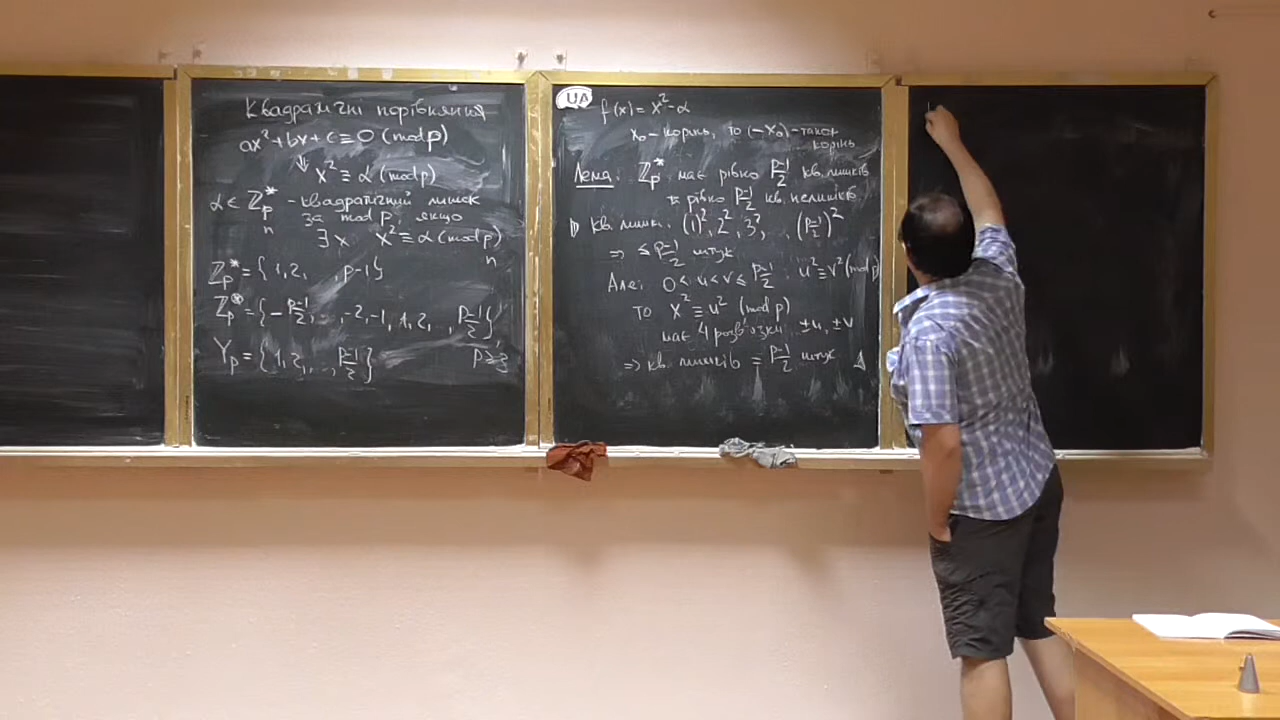 Квадратічні порівняння
ax² + bx + c ≡ 0 (mod p)
⇓ x² ≡ α (mod p)
α ∈ Z*ₚ - квадратичний лишок
n за mod p, якщо
∃ x x² ≡ α (mod p)
n
Z*ₚ = {1, 2, , p-1}
Z*ₚ = {-(p-1)/2, .., -2, -1, 1, 2, .., (p-1)/2}
Yₚ = {1, 2, .., (p-1)/2} p ≥ 3
UA
f(x) = x² - α
x₀ - корінь, то (-x₀) - також
корінь
Лема. Z*ₚ має рівно (p-1)/2 кв. лишків
та рівно (p-1)/2 кв. нелишків
▷ Кв. лишки: (1)², 2², 3², , ((p-1)/2)²
⇒ ≤ (p-1)/2 штук
Але: 0 < u < v ≤ (p-1)/2 : u² ≡ v² (mod p)
то x² ≡ u² (mod p)
має 4 розв'язки ±u, ±v
⇒ кв. лишків = (p-1)/2 штук